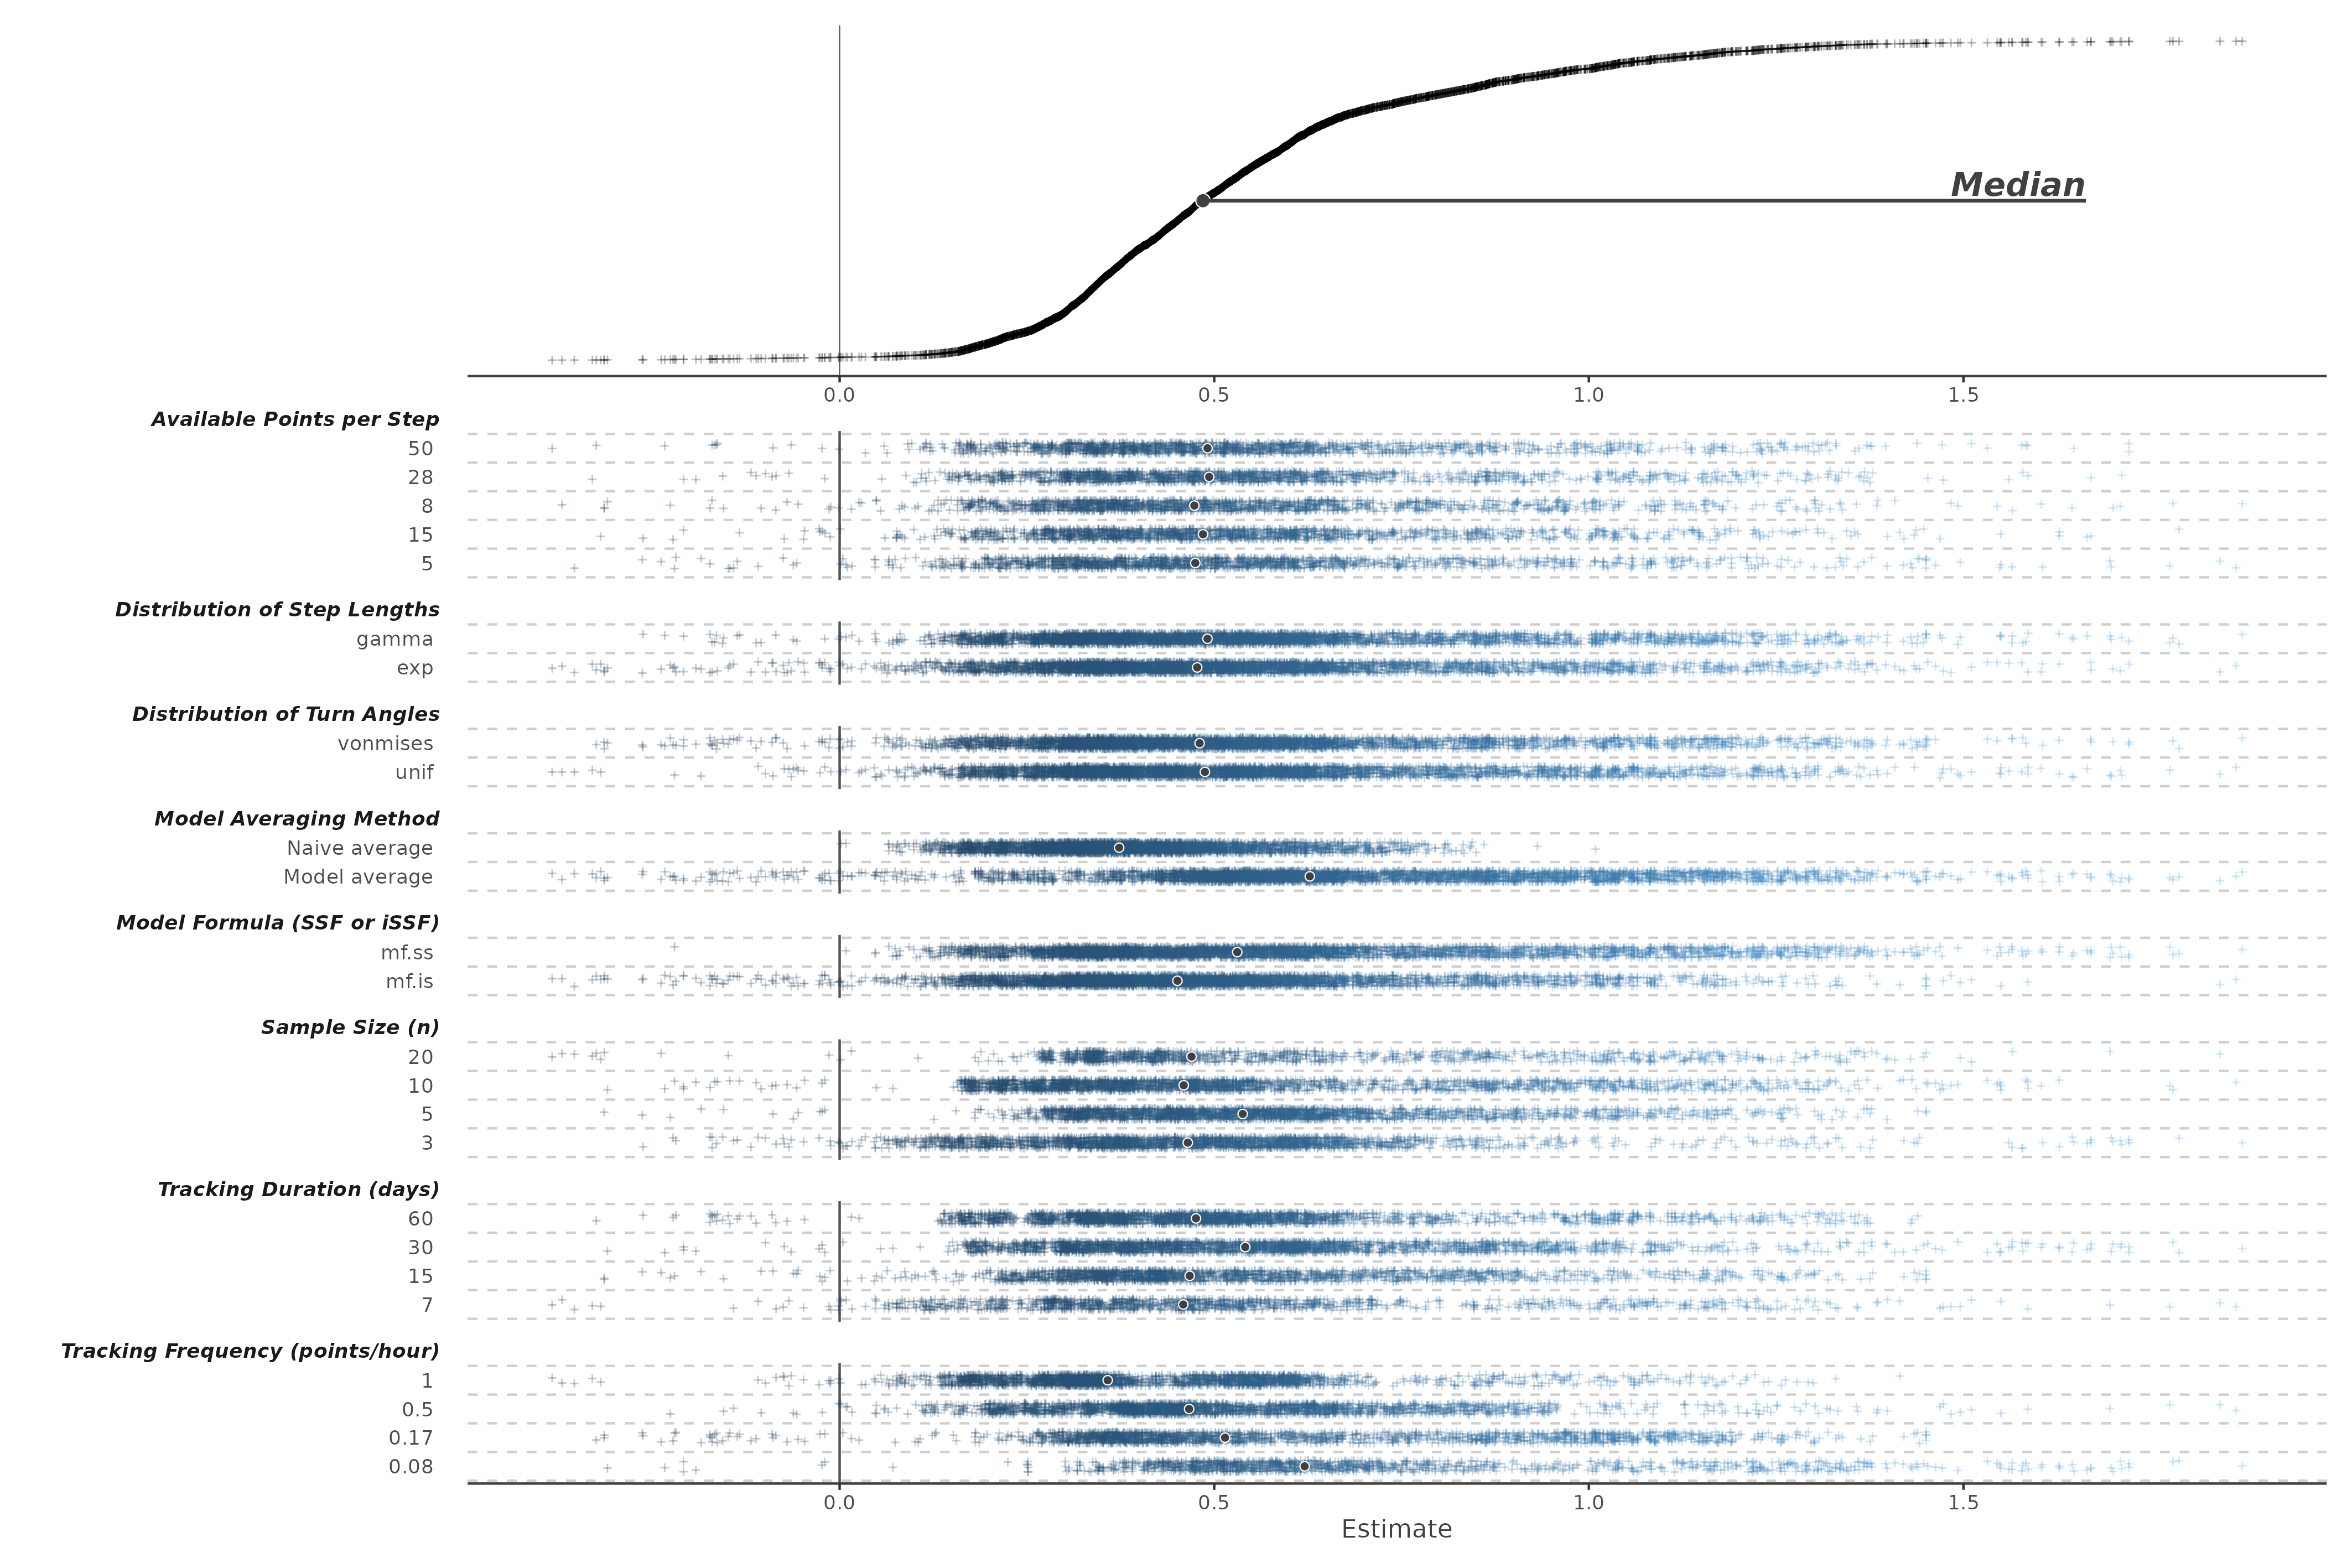 Median
0.0 0.5 1.0 1.5
Available Points per Step
50
28
8
15
5
Distribution of Step Lengths
gamma
exp
Distribution of Turn Angles
vonmises
unif
Model Averaging Method
Naive average
Model average
Model Formula (SSF or iSSF)
mf.ss
mf.is
Sample Size (n)
20
10
5
3
Tracking Duration (days)
60
30
15
7
Tracking Frequency (points/hour)
1
0.5
0.17
0.08
0.0 0.5 1.0 1.5
Estimate